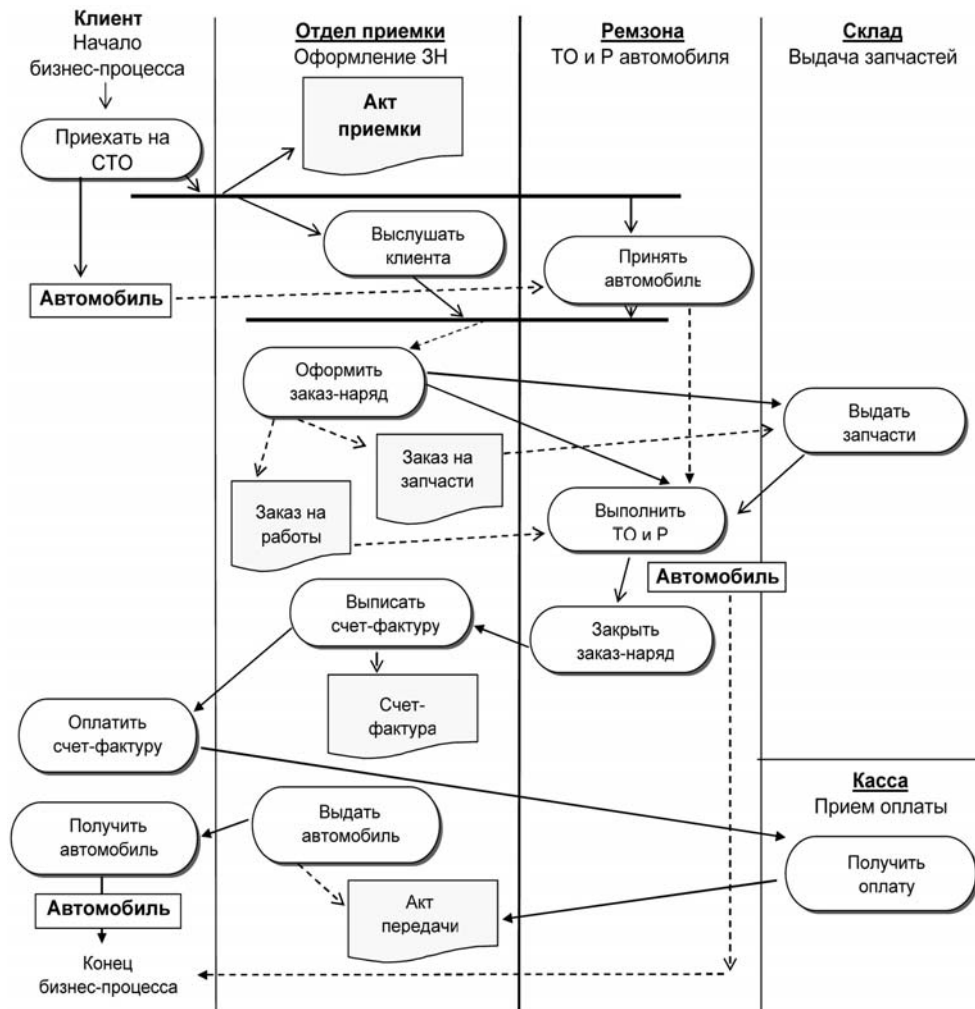 Клиент
Начало
бизнес-процесса
Отдел приемки
Оформление ЗН
Ремзона
ТО и Р автомобиля
Склад
Выдача запчастей
Приехать на
СТО
Акт
приемки
Выслушать
клиента
Принять
автомобиль
Автомобиль
Оформить
заказ-наряд
Выдать
запчасти
Заказ на
запчасти
Заказ на
работы
Выполнить
ТО и Р
Автомобиль
Выписать
счет-фактуру
Закрыть
заказ-наряд
Счет-
фактура
Оплатить
счет-фактуру
Касса
Прием оплаты
Получить
автомобиль
Выдать
автомобиль
Получить
оплату
Автомобиль
Акт
передачи
Конец
бизнес-процесса